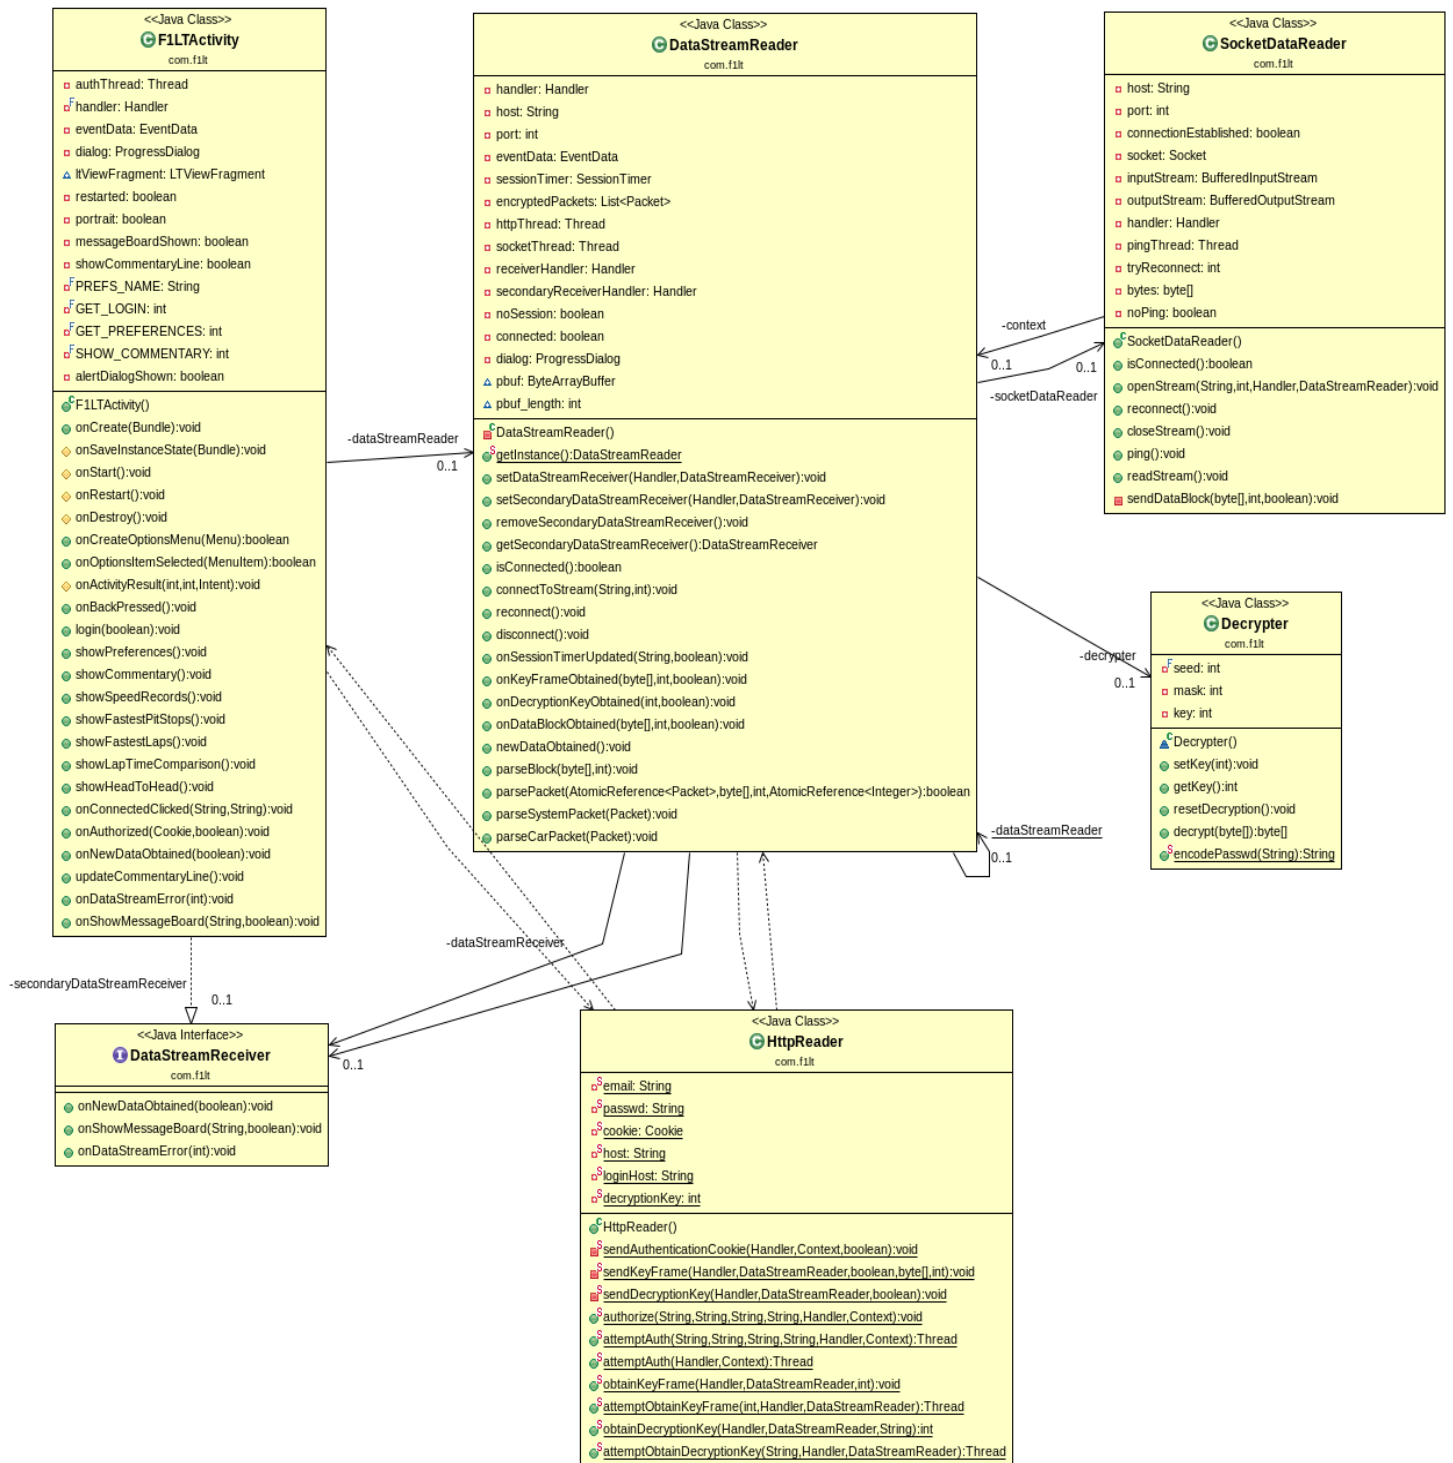 <<Java Class>>
F1LTActivity
com.f1lt
authThread: Thread
handler: Handler
eventData: EventData
dialog: ProgressDialog
ltViewFragment: LTViewFragment
restarted: boolean
portrait: boolean
messageBoardShown: boolean
showCommentaryLine: boolean
PREFS_NAME: String
GET_LOGIN: int
GET_PREFERENCES: int
SHOW_COMMENTARY: int
alertDialogShown: boolean
F1LTActivity()
onCreate(Bundle):void
onSaveInstanceState(Bundle):void
onStart():void
onRestart():void
onDestroy():void
onCreateOptionsMenu(Menu):boolean
onOptionsItemSelected(MenuItem):boolean
onActivityResult(int,int,Intent):void
onBackPressed():void
login(boolean):void
showPreferences():void
showCommentary():void
showSpeedRecords():void
showFastestPitStops():void
showFastestLaps():void
showLapTimeComparison():void
showHeadToHead():void
onConnectedClicked(String,String):void
onAuthorized(Cookie,boolean):void
onNewDataObtained(boolean):void
updateCommentaryLine():void
onDataStreamError(int):void
onShowMessageBoard(String,boolean):void
-dataStreamReader
0..1
<<Java Class>>
DataStreamReader
com.f1lt
handler: Handler
host: String
port: int
eventData: EventData
sessionTimer: SessionTimer
encryptedPackets: List<Packet>
httpThread: Thread
socketThread: Thread
receiverHandler: Handler
secondaryReceiverHandler: Handler
noSession: boolean
connected: boolean
dialog: ProgressDialog
pbuf: ByteArrayBuffer
pbuf_length: int
DataStreamReader()
getInstance():DataStreamReader
setDataStreamReceiver(Handler,DataStreamReceiver):void
setSecondaryDataStreamReceiver(Handler,DataStreamReceiver):void
removeSecondaryDataStreamReceiver():void
getSecondaryDataStreamReceiver():DataStreamReceiver
isConnected():boolean
connectToStream(String,int):void
reconnect():void
disconnect():void
onSessionTimerUpdated(String,boolean):void
onKeyFrameObtained(byte[],int,boolean):void
onDecryptionKeyObtained(int,boolean):void
onDataBlockObtained(byte[],int,boolean):void
newDataObtained():void
parseBlock(byte[],int):void
parsePacket(AtomicReference<Packet>,byte[],int,AtomicReference<Integer>):boolean
parseSystemPacket(Packet):void
parseCarPacket(Packet):void
-context
0..1
0..1
-socketDataReader
<<Java Class>>
SocketDataReader
com.f1lt
host: String
port: int
connectionEstablished: boolean
socket: Socket
inputStream: BufferedInputStream
outputStream: BufferedOutputStream
handler: Handler
pingThread: Thread
tryReconnect: int
bytes: byte[]
noPing: boolean
SocketDataReader()
isConnected():boolean
openStream(String,int,Handler,DataStreamReader):void
reconnect():void
closeStream():void
ping():void
readStream():void
sendDataBlock(byte[],int,boolean):void
-decrypter
0..1
<<Java Class>>
Decrypter
com.f1lt
seed: int
mask: int
key: int
Decrypter()
setKey(int):void
getKey():int
resetDecryption():void
decrypt(byte[]):byte[]
encodePasswd(String):String
-dataStreamReader
0..1
-dataStreamReceiver
0..1
-secondaryDataStreamReceiver
0..1
<<Java Interface>>
DataStreamReceiver
com.f1lt
onNewDataObtained(boolean):void
onShowMessageBoard(String,boolean):void
onDataStreamError(int):void
<<Java Class>>
HttpReader
com.f1lt
email: String
passwd: String
cookie: Cookie
host: String
loginHost: String
decryptionKey: int
HttpReader()
sendAuthenticationCookie(Handler,Context,boolean):void
sendKeyFrame(Handler,DataStreamReader,boolean,byte[],int):void
sendDecryptionKey(Handler,DataStreamReader,boolean):void
authorize(String,String,String,String,Handler,Context):void
attemptAuth(String,String,String,String,Handler,Context):Thread
attemptAuth(Handler,Context):Thread
obtainKeyFrame(Handler,DataStreamReader,int):void
attemptObtainKeyFrame(int,Handler,DataStreamReader):Thread
obtainDecryptionKey(Handler,DataStreamReader,String):int
attemptObtainDecryptionKey(String,Handler,DataStreamReader):Thread